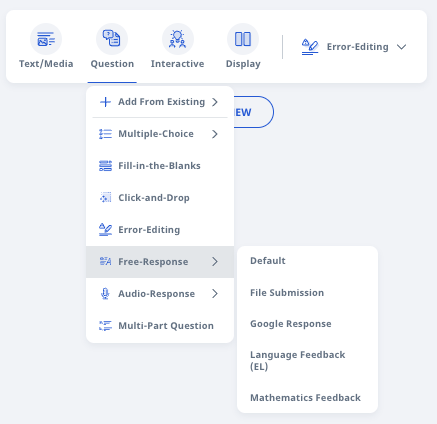 Text/Media
Question
Interactive
Display
Error-Editing
Add From Existing
Multiple-Choice
Fill-in-the-Blanks
Click-and-Drop
Error-Editing
Free-Response
Audio-Response
Multi-Part Question
Default
File Submission
Google Response
Language Feedback
(EL)
Mathematics Feedback